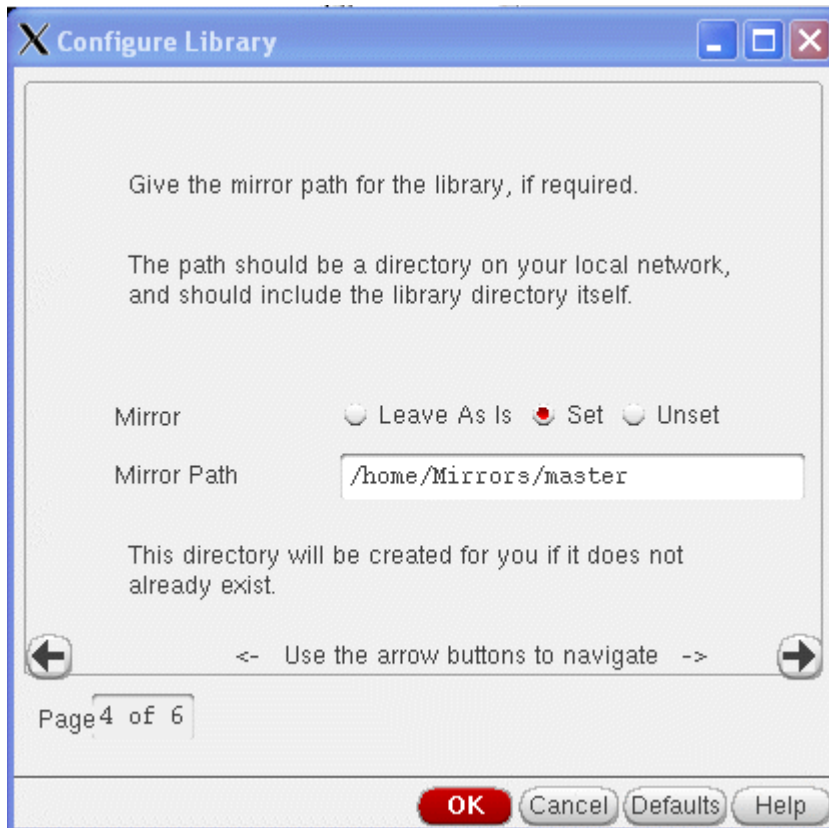 Configure Library
Give the mirror path for the library, if required.
The path should be a directory on your local network,
and should include the library directory itself.
Mirror Leave As Is Set Unset
Mirror Path /home/Mirrors/master
This directory will be created for you if it does not
already exist.
<- Use the arrow buttons to navigate ->
Page 4 of 6
OK Cancel Defaults Help